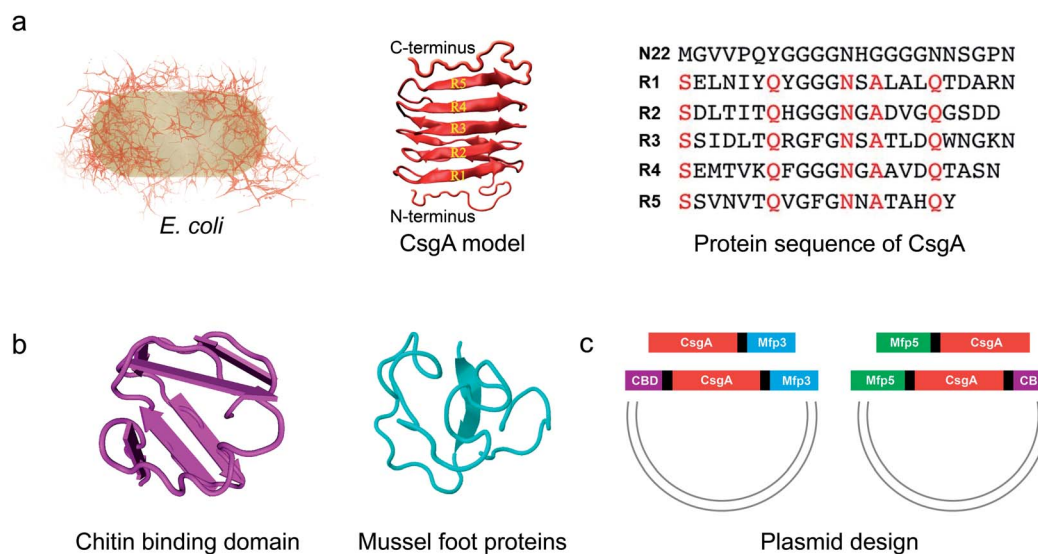 a
C-terminus
R5
R4
R3
R2
R1
N-terminus
E. coli
CsgA model
N22 MGVVPQYGGGGNHGGGGNNSGPN
R1 SELNIYQYGGGNSALALQTDARN
R2 SDLTITQHGGGNGADVGQGSDD
R3 SSIDLTQRGFGNSATLDQWNGKN
R4 SEMTVKQFGGGNGAAVDQTASN
R5 SSVNVTQVGFGNNATAHQY
Protein sequence of CsgA
b
Chitin binding domain
Mussel foot proteins
c
CsgA Mfp3
Mfp5 CsgA
CBD CsgA Mfp3
Mfp5 CsgA CB
Plasmid design